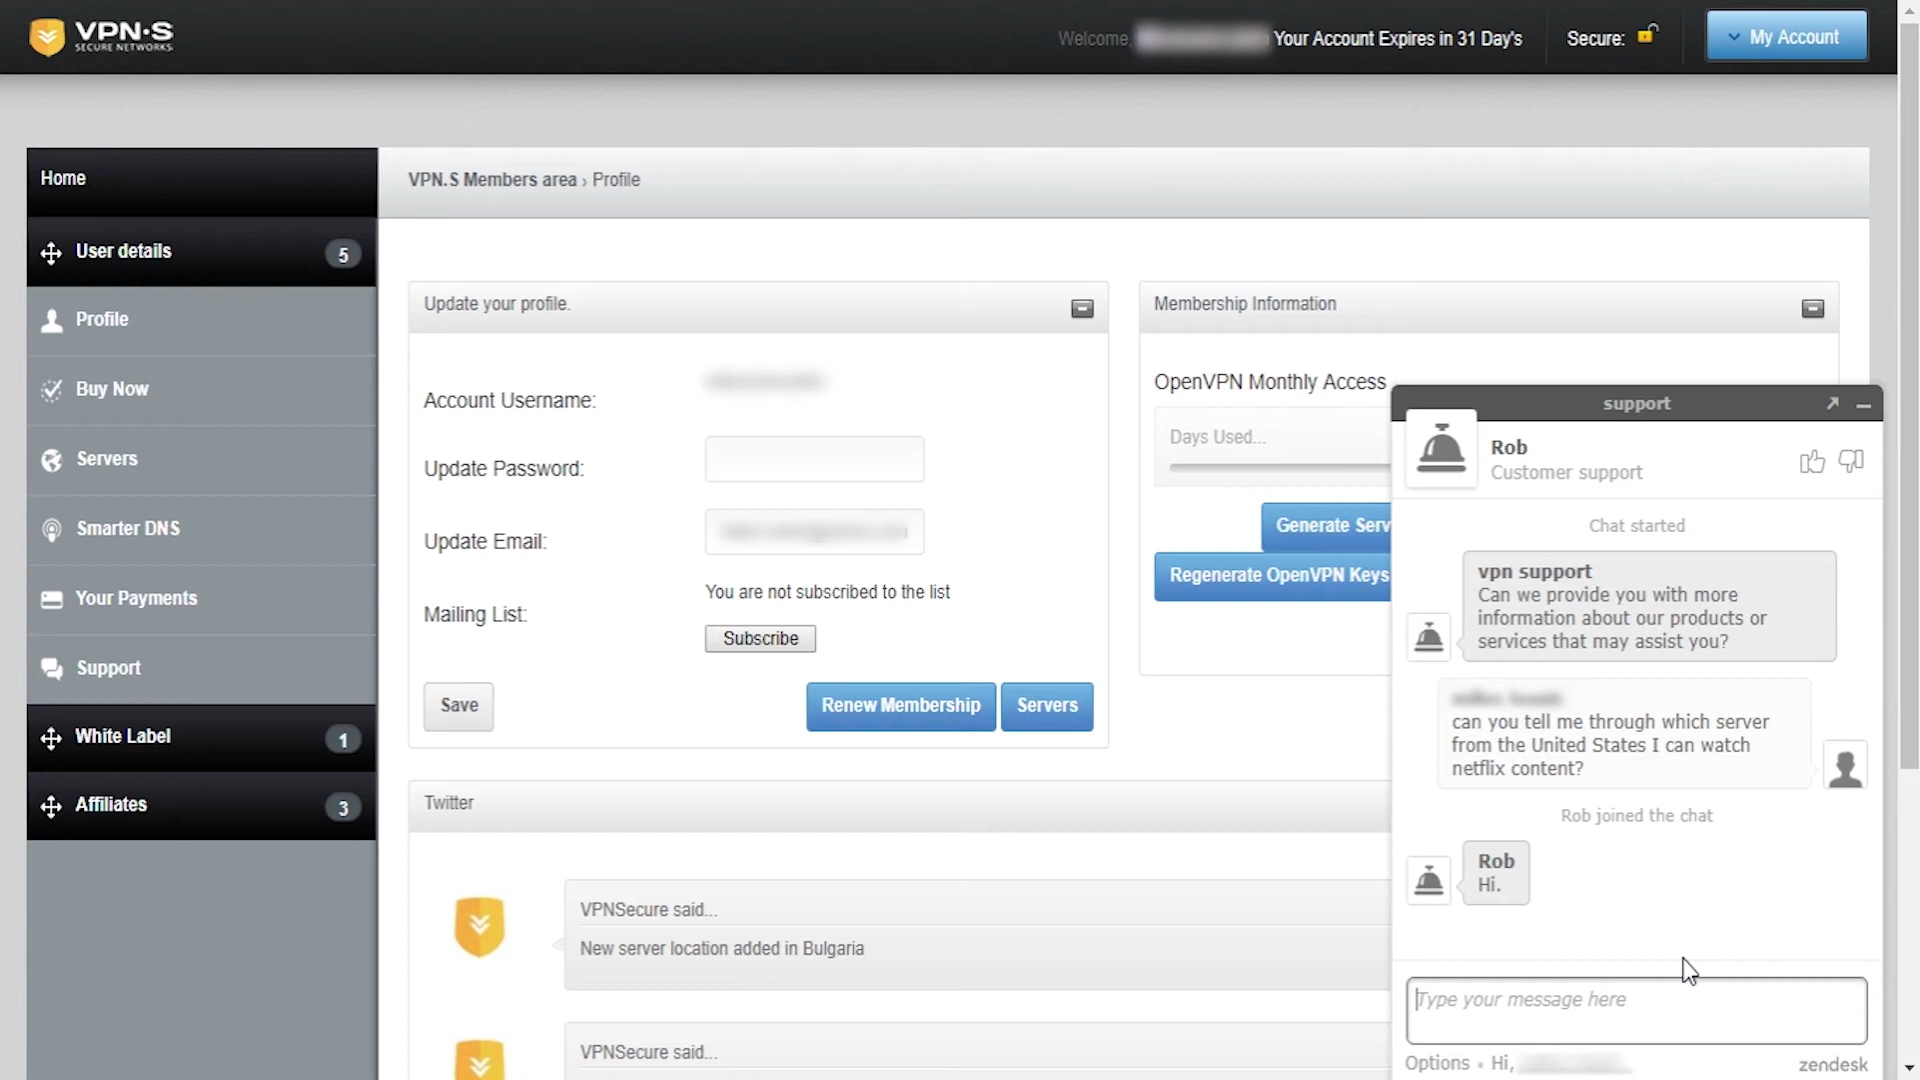 VPN·S
SECURE NETWORKS
Welcome,
Your Account Expires in 31 Day's
Secure:
My Account
Home
User details
5
Profile
Buy Now
Servers
Smarter DNS
Your Payments
Support
White Label
1
Affiliates
3
VPN.S Members area › Profile
Update your profile.
Account Username:
Update Password:
Update Email:
Mailing List:
You are not subscribed to the list
Subscribe
Save
Renew Membership
Servers
Membership Information
OpenVPN Monthly Access
Days Used...
Generate Serv
Regenerate OpenVPN Keys
Twitter
VPNSecure said...
New server location added in Bulgaria
VPNSecure said...
support
Rob
Customer support
Chat started
vpn support
Can we provide you with more
information about our products or
services that may assist you?
can you tell me through which server
from the United States I can watch
netflix content?
Rob joined the chat
Rob
Hi.
Type your message here
Options • Hi,
zendesk